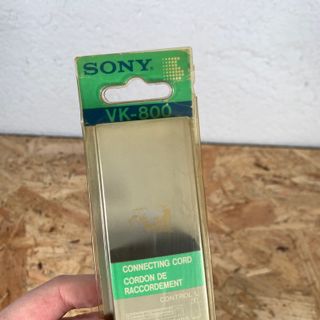 SONY
VK-800
CONNECTING CORD
CORDON DE
RACCORDEMENT
CONTROL L